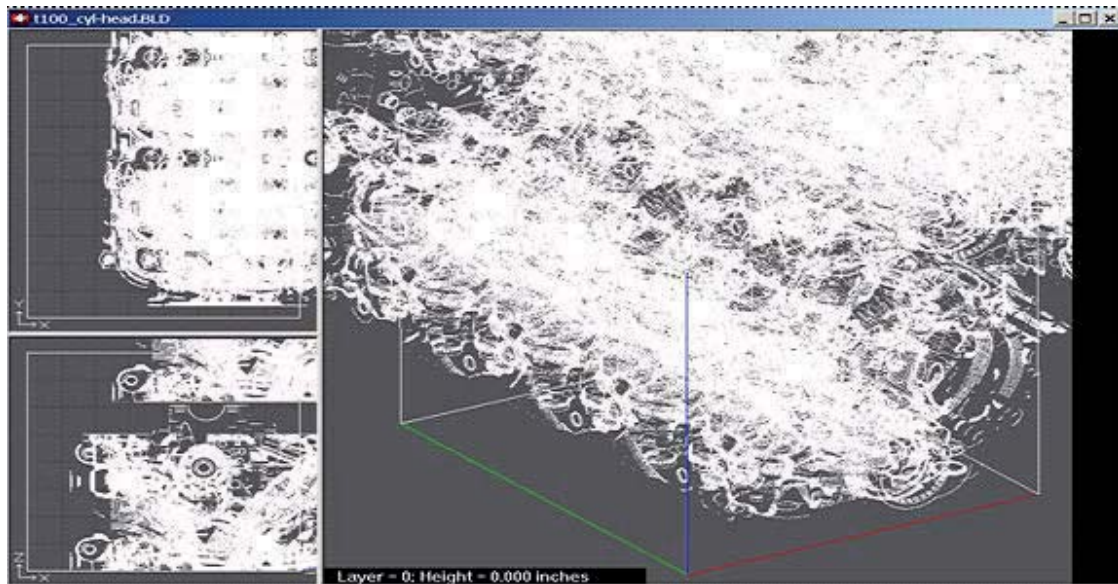 t100_cyl-head.BLD
Y
X
Z
X
Layer = 0; Height = 0.000 inches